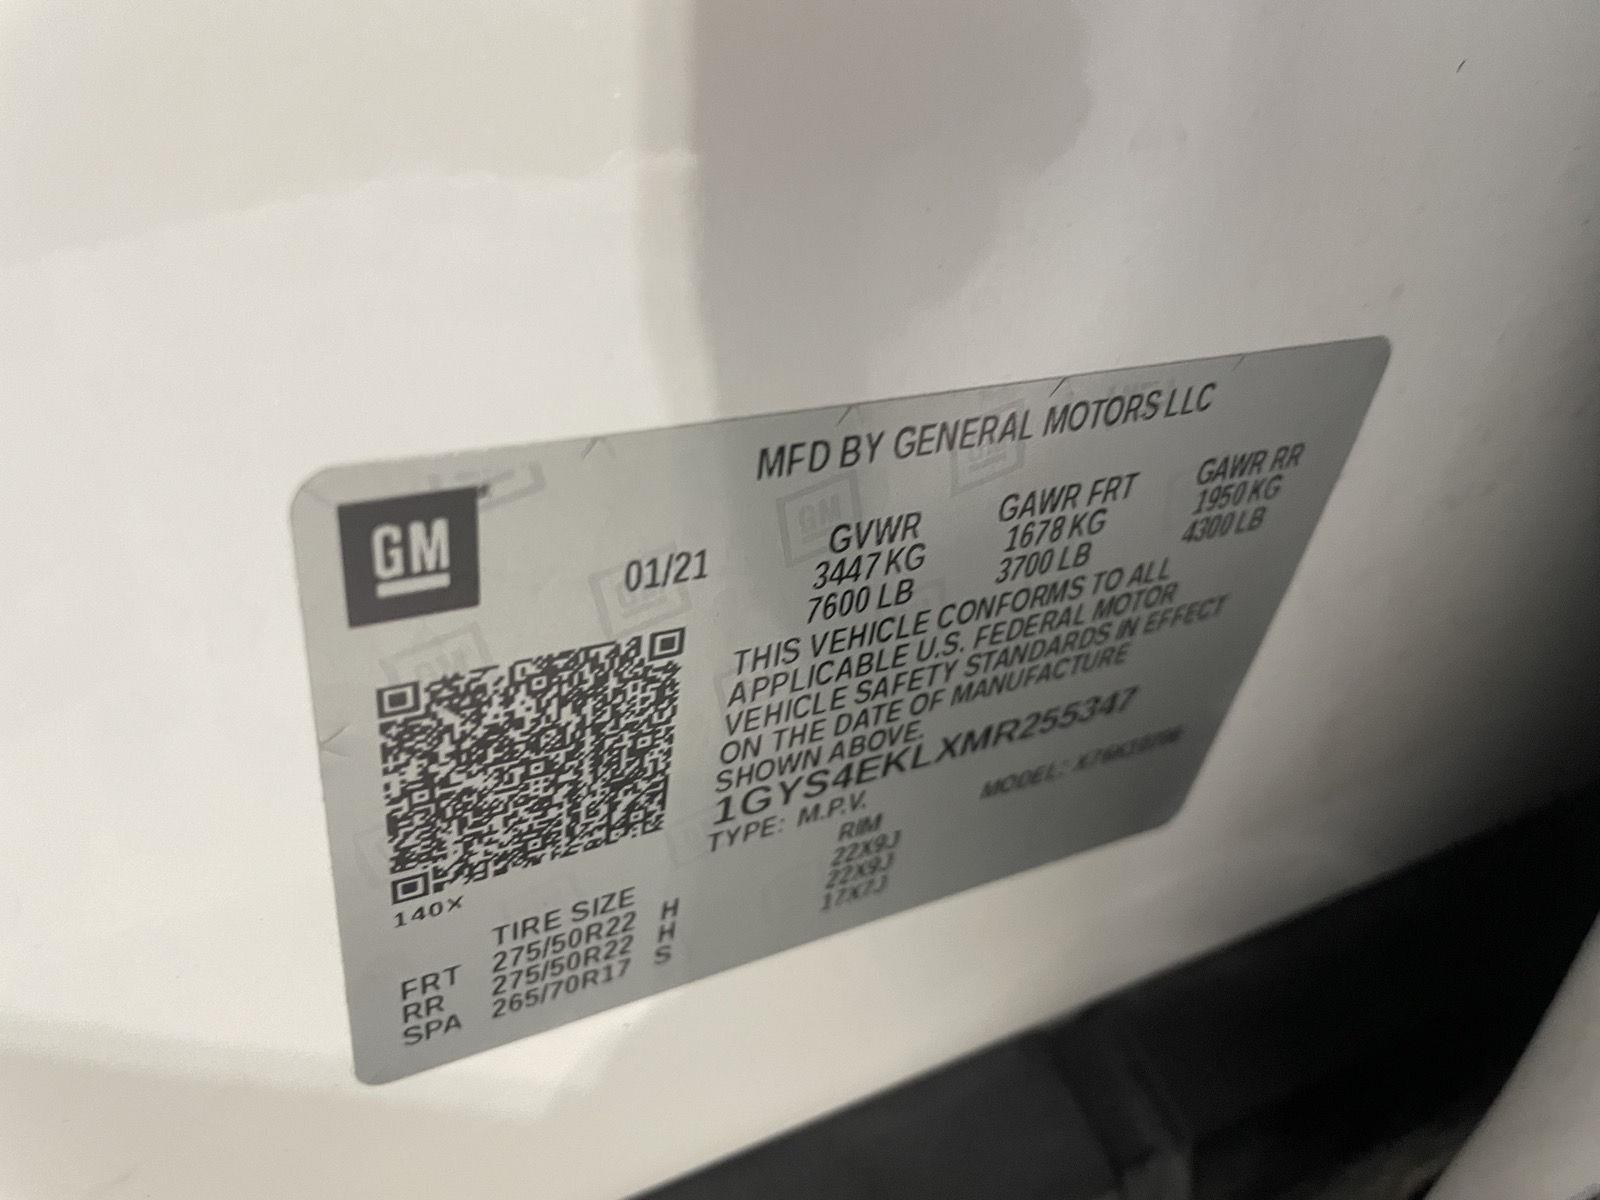 MFD BY GENERAL MOTORS LLC
GM
01/21
GVWR GAWR FRT GAWR RR
3447 KG 1678 KG 1950 KG
7600 LB 3700 LB 4300 LB
THIS VEHICLE CONFORMS TO ALL
APPLICABLE U.S. FEDERAL MOTOR
VEHICLE SAFETY STANDARDS IN EFFECT
ON THE DATE OF MANUFACTURE
SHOWN ABOVE.
1GYS4EKLXMR255347
TYPE: M.P.V. MODEL:
140X
TIRE SIZE RIM
FRT 275/50R22 H 22X9J
RR 275/50R22 H 22X9J
SPA 265/70R17 S 17X7J